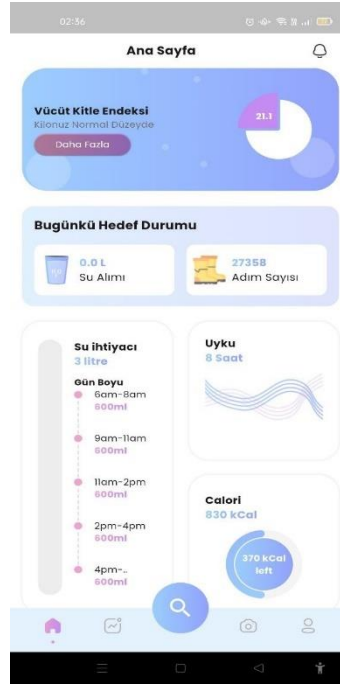 02:36
Ana Sayfa
Vücüt Kitle Endeksi
Kilonuz Normal Düzeyde
Daha Fazla
21.1
Bugünkü Hedef Durumu
0.0 L
Su Alımı
27358
Adım Sayısı
Su ihtiyacı
3 litre
Gün Boyu
6am-8am
600ml
9am-11am
600ml
11am-2pm
600ml
2pm-4pm
600ml
4pm-..
600ml
Uyku
8 Saat
Calori
830 kCal
370 kCal
left